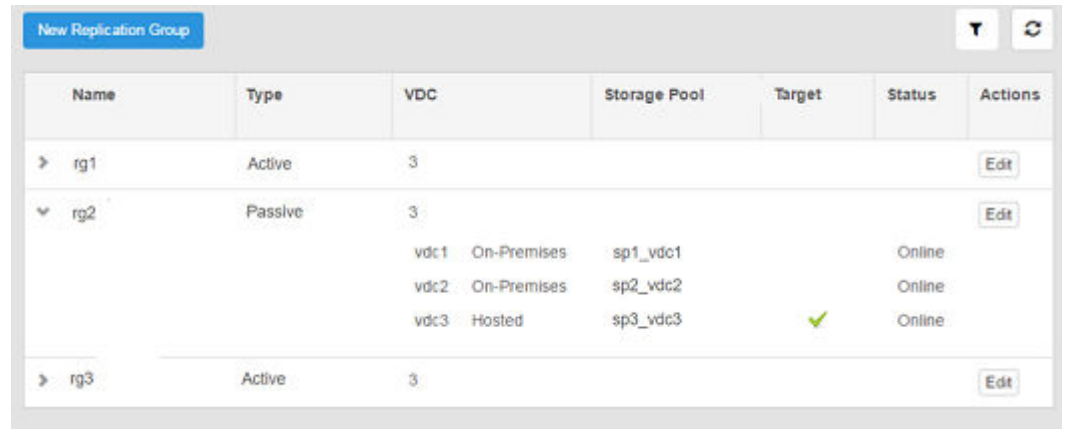 New Replication Group
Name Type VDC Storage Pool Target Status Actions
rg1 Active 3 Edit
rg2 Passive 3 Edit
vdc1 On-Premises sp1_vdc1 Online
vdc2 On-Premises sp2_vdc2 Online
vdc3 Hosted sp3_vdc3 Online
rg3 Active 3 Edit